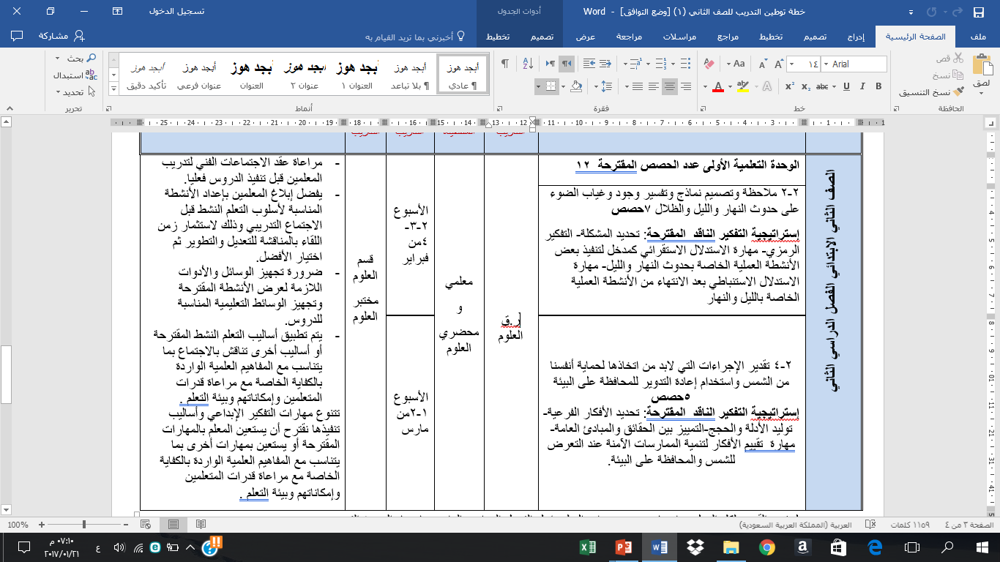 خطة توطين التدريب للصف الثاني (١) [وضع التوافق] - Word
أدوات الجدول
تسجيل الدخول
ملف
الصفحة الرئيسية
إدراج
تصميم
تخطيط
مراجع
مراسلات
مراجعة
عرض
تصميم
تخطيط
أخبرني بما تريد القيام به
مشاركة
لصق
قص
نسخ
نسخ التنسيق
الحافظة
Arial
١٤
خط
فقرة
أبجد هوز
¶ عادي
أبجد هوز
¶ بلا تباعد
أبجد هوز
العنوان ١
أبجد هوز
عنوان ٢
أبجد هوز
العنوان
أبجد هوز
عنوان فرعي
أبجد هوز
تأكيد دقيق
أنماط
بحث
استبدال
تحديد
تحرير
الصف الثاني الابتدائي الفصل الدراسي الثاني
الوحدة التعلمية الأولى عدد الحصص المقترحة ١٢
٢-٢ ملاحظة وتصميم نماذج وتفسير وجود وغياب الضوء
على حدوث النهار والليل والظلال ٧حصص
إستراتيجية التفكير الناقد المقترحة: تحديد المشكلة- التفكير
الرمزي- مهارة الاستدلال الاستقرائي كمدخل لتنفيذ بعض
الأنشطة العملية الخاصة بحدوث النهار والليل- مهارة
الاستدلال الاستنباطي بعد الانتهاء من الأنشطة العملية
الخاصة بالليل والنهار
٢-٤ تقدير الإجراءات التي لابد من اتخاذها لحماية أنفسنا
من الشمس واستخدام إعادة التدوير للمحافظة على البيئة
٥حصص
إستراتيجية التفكير الناقد المقترحة: تحديد الأفكار الفرعية-
توليد الأدلة والحجج-التمييز بين الحقائق والمبادئ العامة-
مهارة تقييم الأفكار لتنمية الممارسات الآمنة عند التعرض
للشمس والمحافظة على البيئة.
ر.ق
العلوم
معلمي
و
محضري
العلوم
الأسبوع
٢-٣-
٤من
فبراير
الأسبوع
١-٢من
مارس
قسم
العلوم
مختبر
العلوم
- مراعاة عقد الاجتماعات الفني لتدريب
المعلمين قبل تنفيذ الدروس فعليا.
- يفضل إبلاغ المعلمين بإعداد الأنشطة
المناسبة لأسلوب التعلم النشط قبل
الاجتماع التدريبي وذلك لاستثمار زمن
اللقاء بالمناقشة للتعديل والتطوير ثم
اختيار الأفضل.
- ضرورة تجهيز الوسائل والأدوات
اللازمة لعرض الأنشطة المقترحة
وتجهيز الوسائط التعليمية المناسبة
للدروس.
- يتم تطبيق أساليب التعلم النشط المقترحة
أو أساليب أخرى تناقش بالاجتماع بما
يتناسب مع المفاهيم العلمية الواردة
بالكفاية الخاصة مع مراعاة قدرات
المتعلمين وإمكاناتهم وبيئة التعلم .
تتنوع مهارات التفكير الإبداعي وأساليب
تنفيذها نقترح أن يستعين المعلم بالمهارات
المقترحة أو يستعين بمهارات أخرى بما
يتناسب مع المفاهيم العلمية الواردة بالكفاية
الخاصة مع مراعاة قدرات المتعلمين
وإمكاناتهم وبيئة التعلم .
الصفحة ٣ من ٤
١١٥٩ كلمات
العربية (المملكة العربية السعودية)
100%
٠٧:١٠ م
٢٠١٧/٠١/٢١